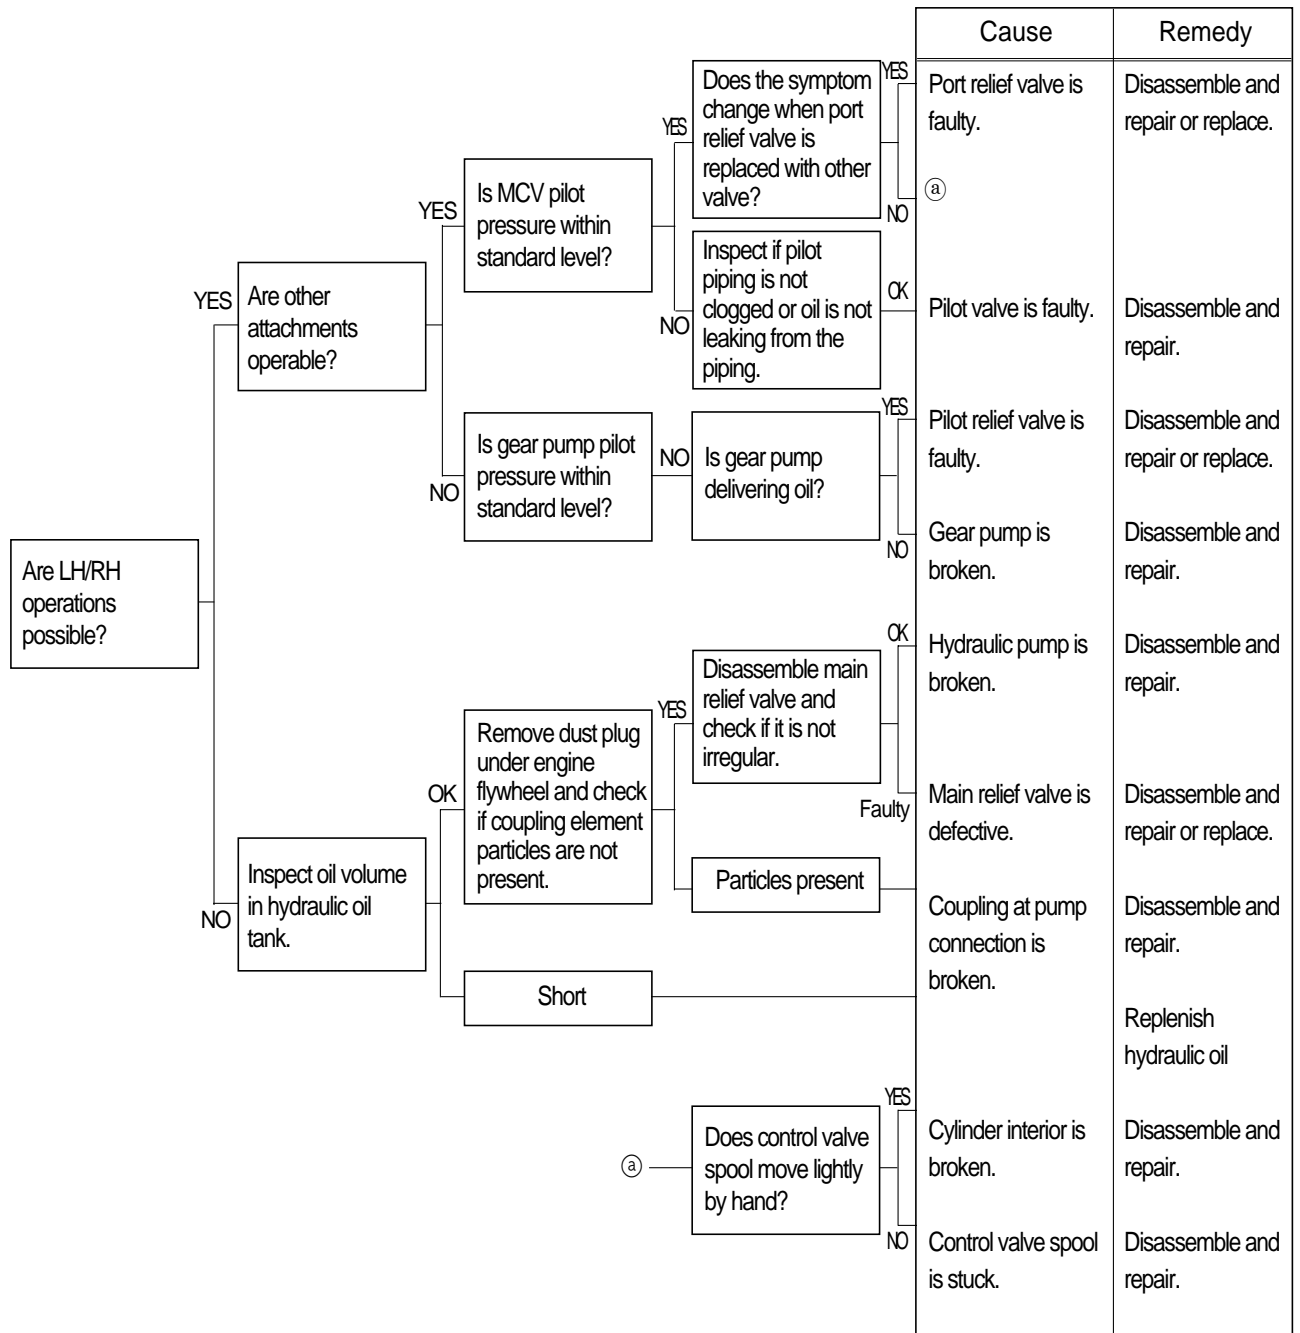 Cause
Remedy
Are LH/RH
operations
possible?
YES
Are other
attachments
operable?
YES
Is MCV pilot
pressure within
standard level?
YES
Does the symptom
change when port
relief valve is
replaced with other
valve?
YES
Port relief valve is
faulty.
Disassemble and
repair or replace.
NO
ⓐ
NO
Inspect if pilot
piping is not
clogged or oil is not
leaking from the
piping.
OK
Pilot valve is faulty.
Disassemble and
repair.
NO
Is gear pump pilot
pressure within
standard level?
NO
Is gear pump
delivering oil?
YES
Pilot relief valve is
faulty.
Disassemble and
repair or replace.
NO
Gear pump is
broken.
Disassemble and
repair.
NO
Inspect oil volume
in hydraulic oil
tank.
OK
Remove dust plug
under engine
flywheel and check
if coupling element
particles are not
present.
YES
Disassemble main
relief valve and
check if it is not
irregular.
OK
Hydraulic pump is
broken.
Disassemble and
repair.
Faulty
Main relief valve is
defective.
Disassemble and
repair or replace.
Particles present
Coupling at pump
connection is
broken.
Disassemble and
repair.
Short
Replenish
hydraulic oil
ⓐ
Does control valve
spool move lightly
by hand?
YES
Cylinder interior is
broken.
Disassemble and
repair.
NO
Control valve spool
is stuck.
Disassemble and
repair.